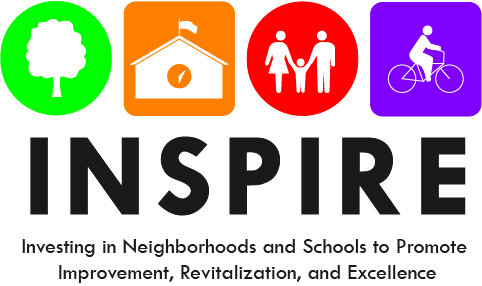 INSPIRE
Investing in Neighborhoods and Schools to Promote
Improvement, Revitalization, and Excellence